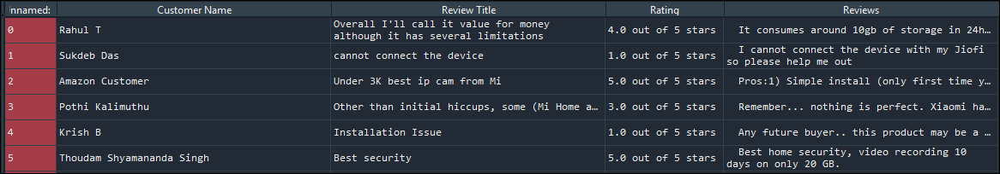 Jnnamed: Customer Name Review Title Rating Reviews
0 Rahul T Overall I'll call it value for money although it has several limitations 4.0 out of 5 stars It consumes around 10gb of storage in 24h…
1 Sukdeb Das cannot connect the device 1.0 out of 5 stars I cannot connect the device with my Jiofi so please help me out
2 Amazon Customer Under 3K best ip cam from Mi 5.0 out of 5 stars Pros:1) Simple install (only first time y…
3 Pothi Kalimuthu Other than initial hiccups, some (Mi Home a… 3.0 out of 5 stars Remember... nothing is perfect. Xiaomi ha…
4 Krish B Installation Issue 1.0 out of 5 stars Any future buyer.. this product may be a …
5 Thoudam Shyamananda Singh Best security 5.0 out of 5 stars Best home security, video recording 10 days on only 20 GB.